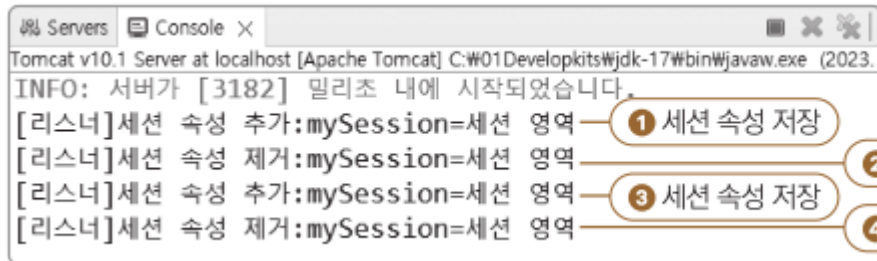 Servers Console
Tomcat v10.1 Server at localhost [Apache Tomcat] C:₩01Developkits₩jdk-17₩bin₩javaw.exe (2023.
INFO: 서버가 [3182] 밀리초 내에 시작되었습니다.
[리스너]세션 속성 추가:mySession=세션 영역 ❶ 세션 속성 저장
[리스너]세션 속성 제거:mySession=세션 영역 ❷
[리스너]세션 속성 추가:mySession=세션 영역 ❸ 세션 속성 저장
[리스너]세션 속성 제거:mySession=세션 영역 ❹